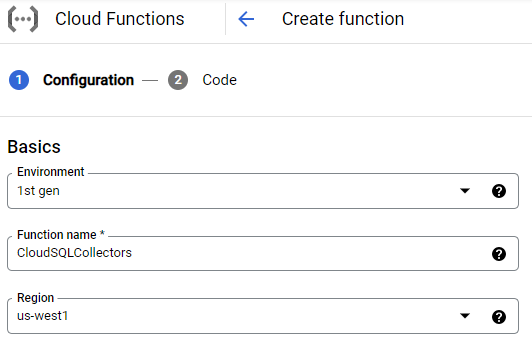 Cloud Functions
Create function
1 Configuration — 2 Code
Basics
Environment
1st gen
Function name *
CloudSQLCollectors
Region
us-west1